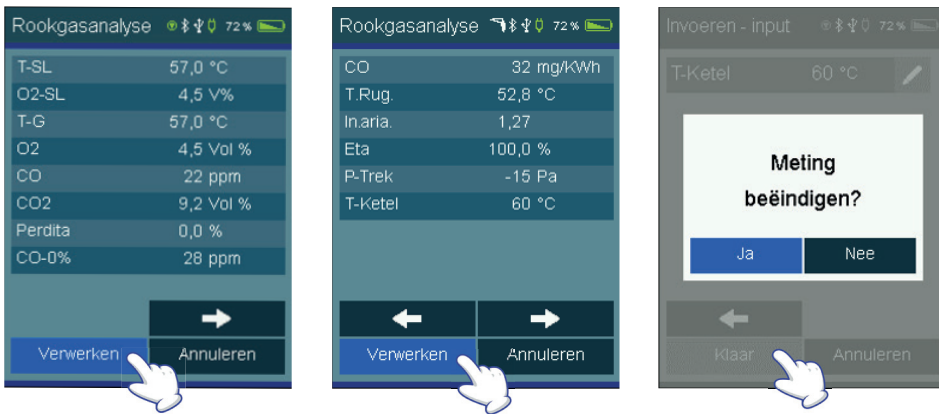 Rookgasanalyse 72 %
T-SL 57,0 °C
O2-SL 4,5 V%
T-G 57,0 °C
O2 4,5 Vol %
CO 22 ppm
CO2 9,2 Vol %
Perdita 0,0 %
CO-0% 28 ppm
Verwerken Annuleren
Rookgasanalyse 72 %
CO 32 mg/KWh
T.Rug. 52,8 °C
In.aria. 1,27
Eta 100,0 %
P-Trek -15 Pa
T-Ketel 60 °C
Verwerken Annuleren
Invoeren - input 72 %
T-Ketel 60 °C
Meting
beëindigen?
Ja Nee
Klaar Annuleren